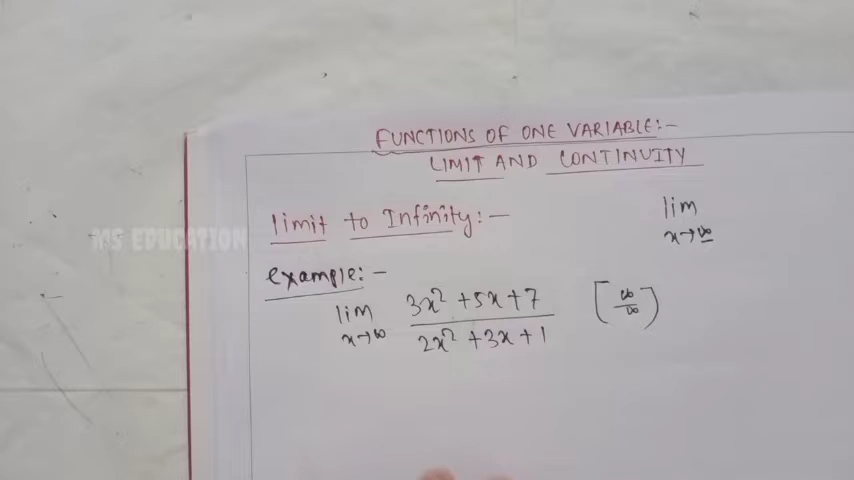 FUNCTIONS OF ONE VARIABLE:-
LIMIT AND CONTINUITY
limit to Infinity:-
lim
x→∞
MS EDUCATION
example:-
lim x→∞ (3x² + 5x + 7)/(2x² + 3x + 1) [∞/∞]